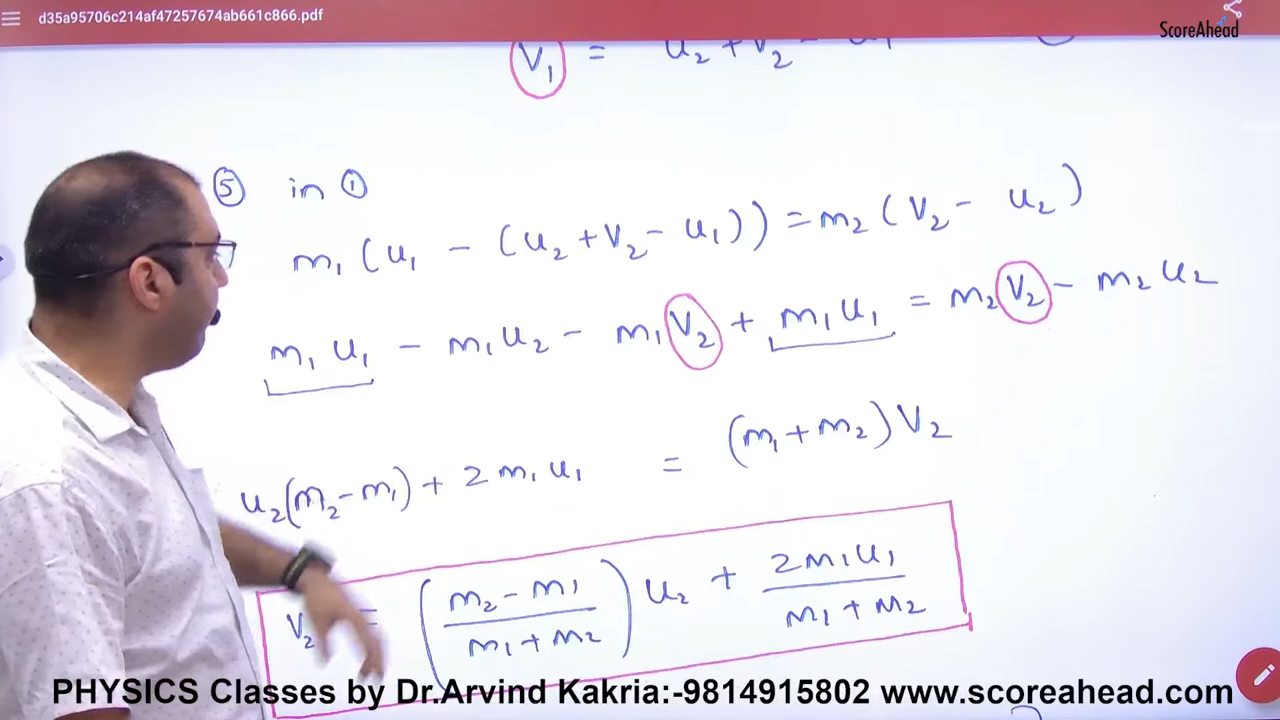 d35a95706c214af47257674ab661c866.pdf
ScoreAhead
V₁ = u₂ + v₂ - u₁
⑤ in ①
m₁ (u₁ - (u₂ + v₂ - u₁)) = m₂ (v₂ - u₂)
m₁ u₁ - m₁ u₂ - m₁ v₂ + m₁ u₁ = m₂ v₂ - m₂ u₂
u₂(m₂ - m₁) + 2 m₁ u₁ = (m₁ + m₂) v₂
v₂ = ((m₂ - m₁)/(m₁ + m₂)) u₂ + (2m₁u₁)/(m₁ + m₂)
PHYSICS Classes by Dr.Arvind Kakria:-9814915802 www.scoreahead.com